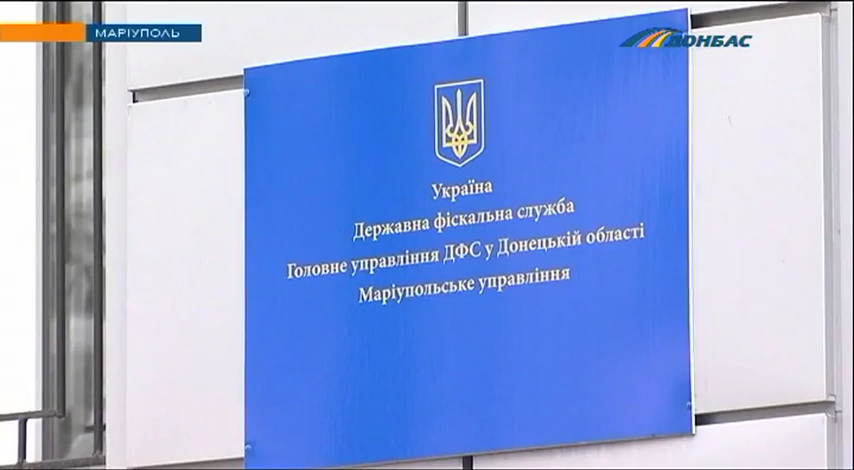 МАРІУПОЛЬ
ДОНБАС
Україна
Державна фіскальна служба
Головне управління ДФС у Донецькій області
Маріупольське управління